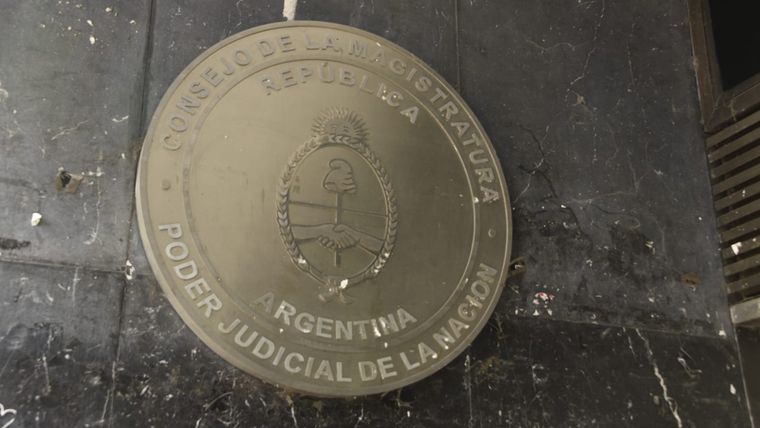 CONSEJO DE LA MAGISTRATURA
REPÚBLICA
ARGENTINA
PODER JUDICIAL DE LA NACIÓN